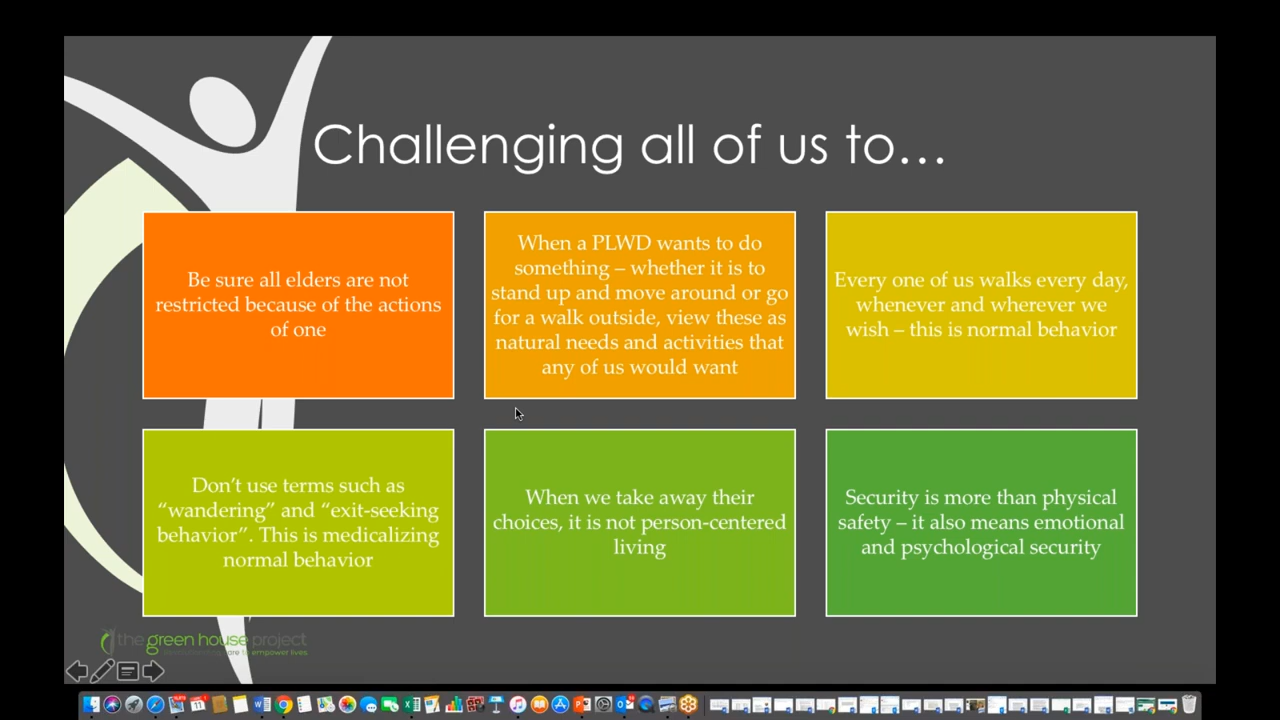 Challenging all of us to…
Be sure all elders are not
restricted because of the actions
of one
When a PLWD wants to do
something – whether it is to
stand up and move around or go
for a walk outside, view these as
natural needs and activities that
any of us would want
Every one of us walks every day,
whenever and wherever we
wish – this is normal behavior
Don't use terms such as
“wandering” and “exit-seeking
behavior”. This is medicalizing
normal behavior
When we take away their
choices, it is not person-centered
living
Security is more than physical
safety – it also means emotional
and psychological security
the green house project
empower lives.